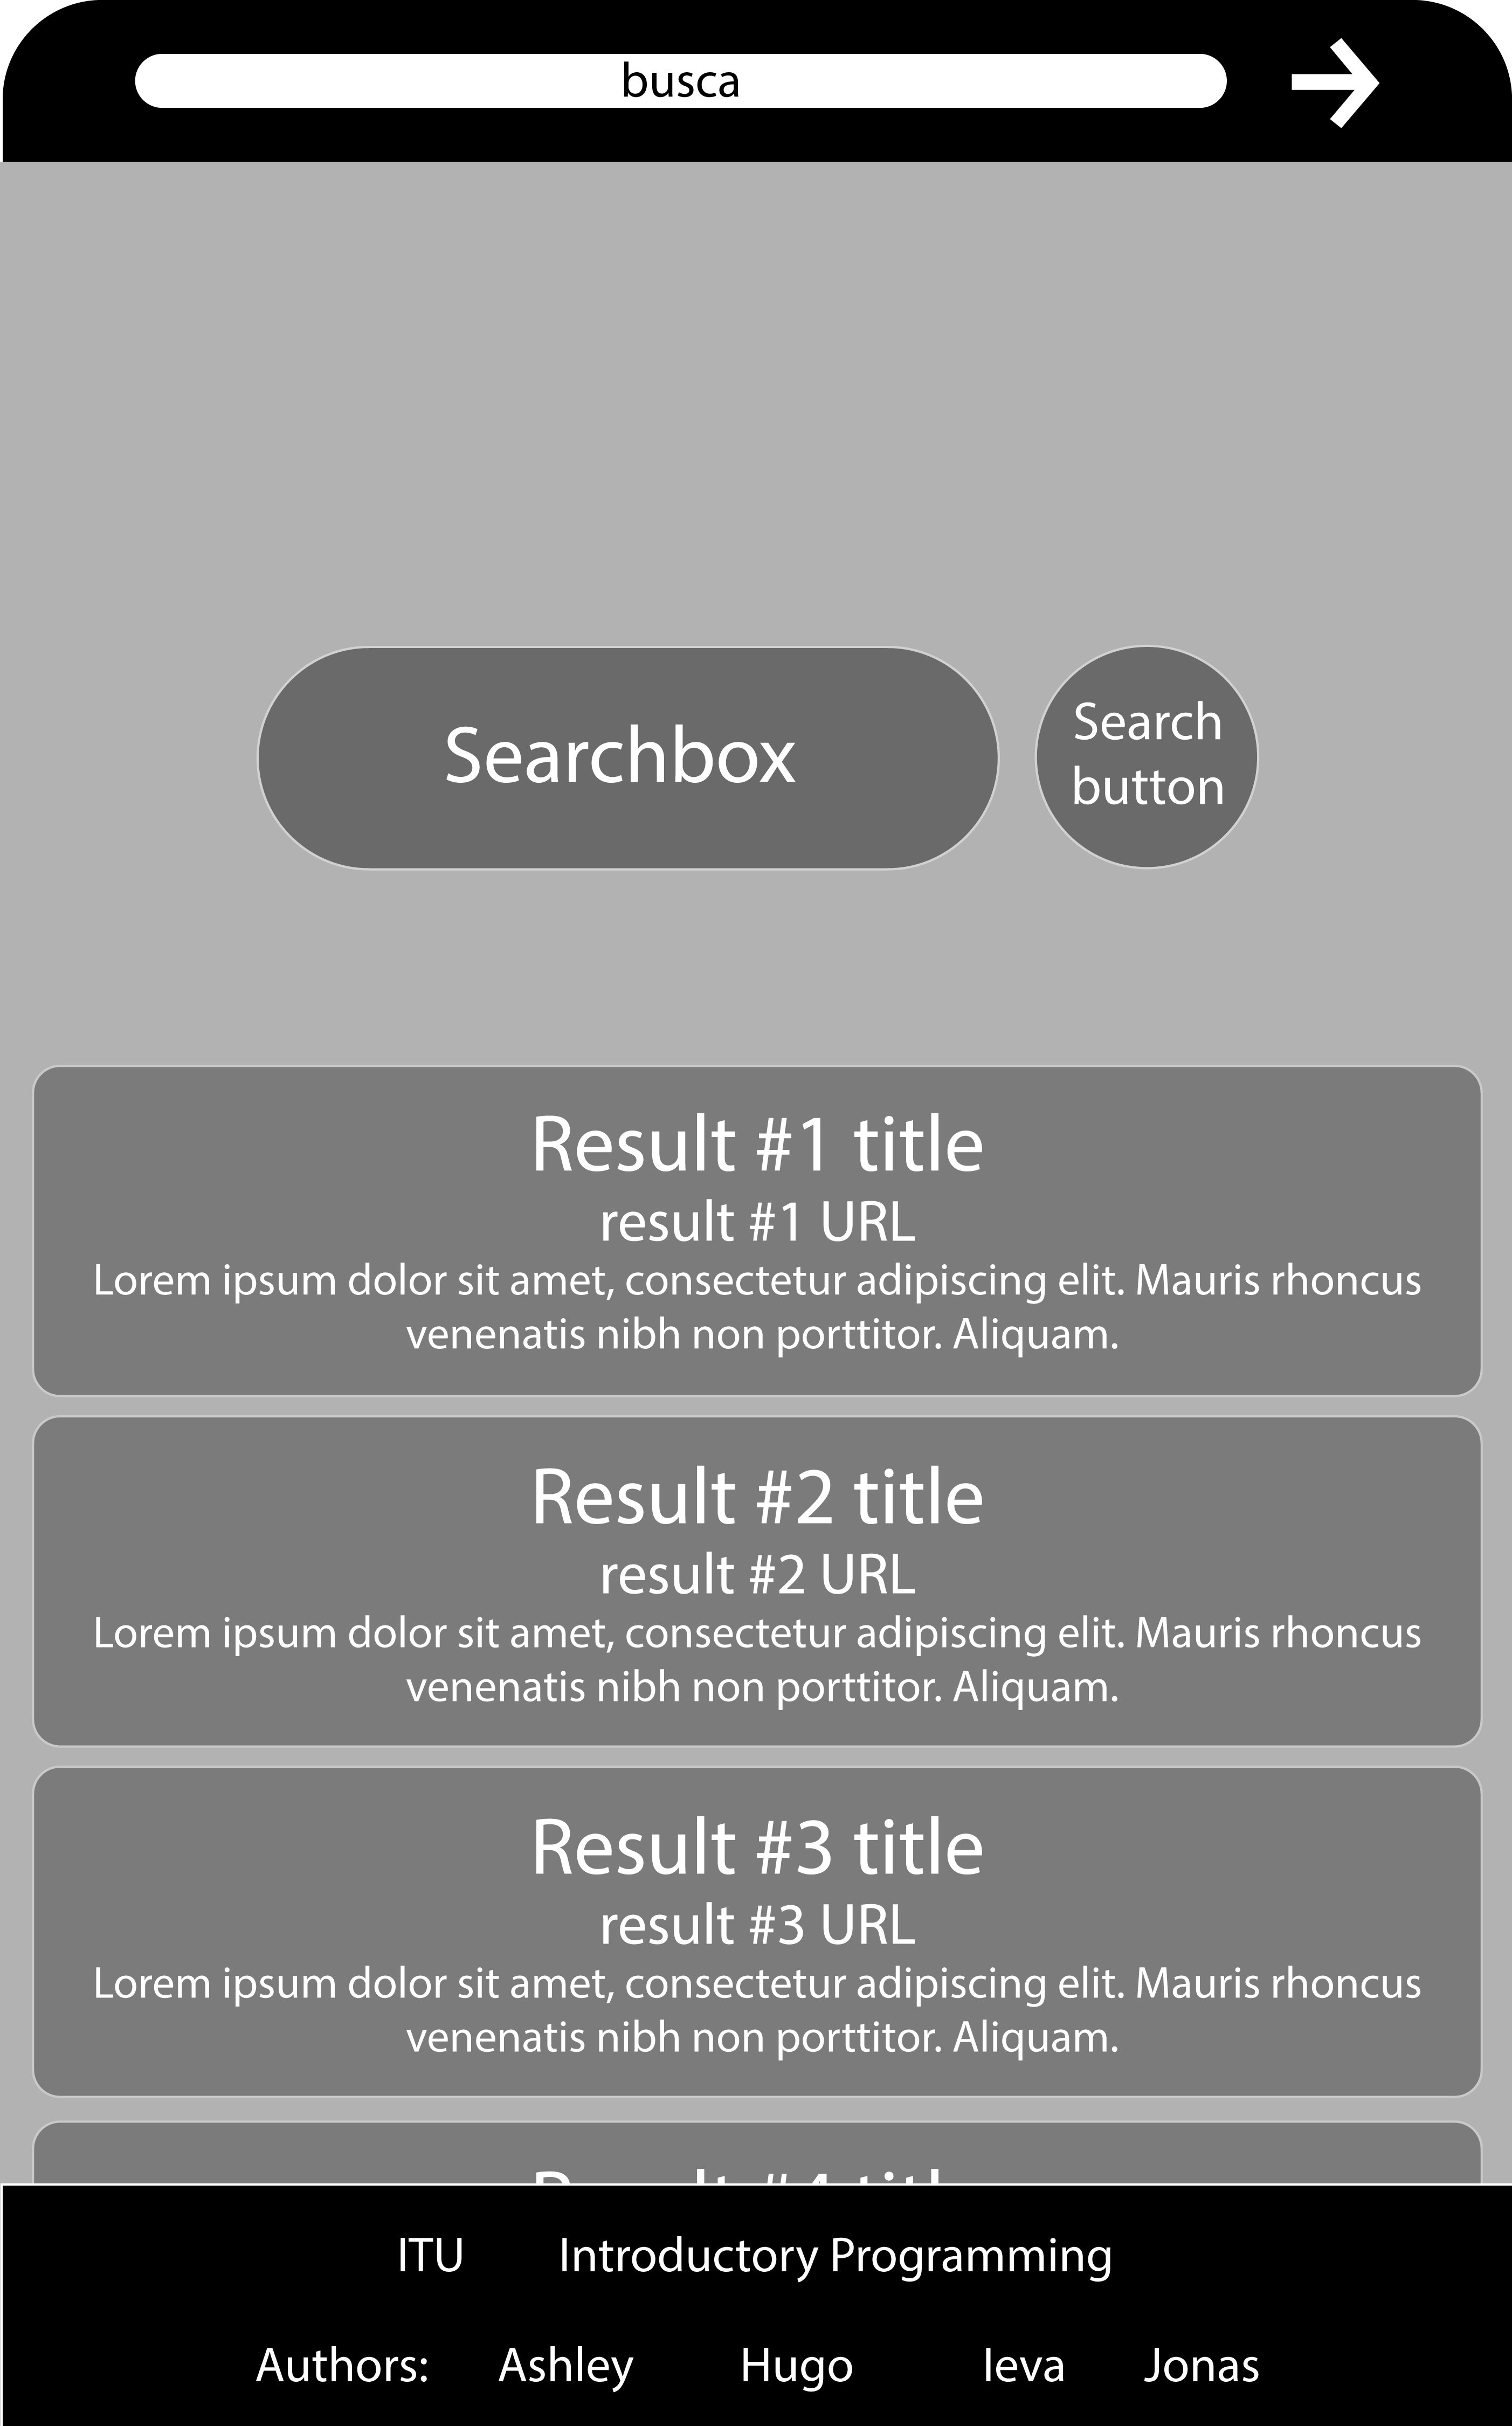 busca
Searchbox
Search
button
Result #1 title
result #1 URL
Lorem ipsum dolor sit amet, consectetur adipiscing elit. Mauris rhoncus
venenatis nibh non porttitor. Aliquam.
Result #2 title
result #2 URL
Lorem ipsum dolor sit amet, consectetur adipiscing elit. Mauris rhoncus
venenatis nibh non porttitor. Aliquam.
Result #3 title
result #3 URL
Lorem ipsum dolor sit amet, consectetur adipiscing elit. Mauris rhoncus
venenatis nibh non porttitor. Aliquam.
Result #4 title
ITU Introductory Programming
Authors: Ashley Hugo Ieva Jonas